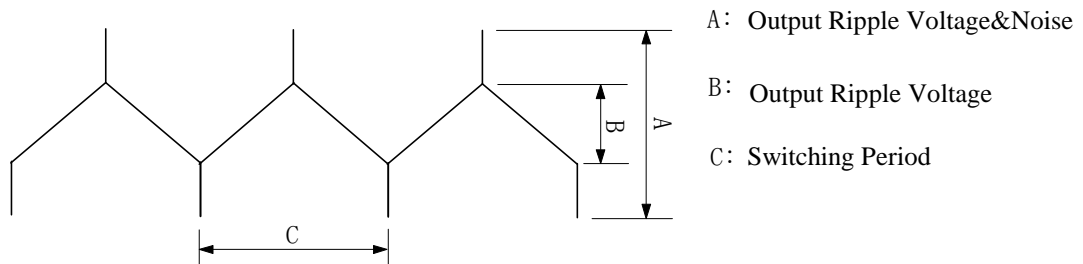 A: Output Ripple Voltage&Noise
B: Output Ripple Voltage
C: Switching Period
B
A
C